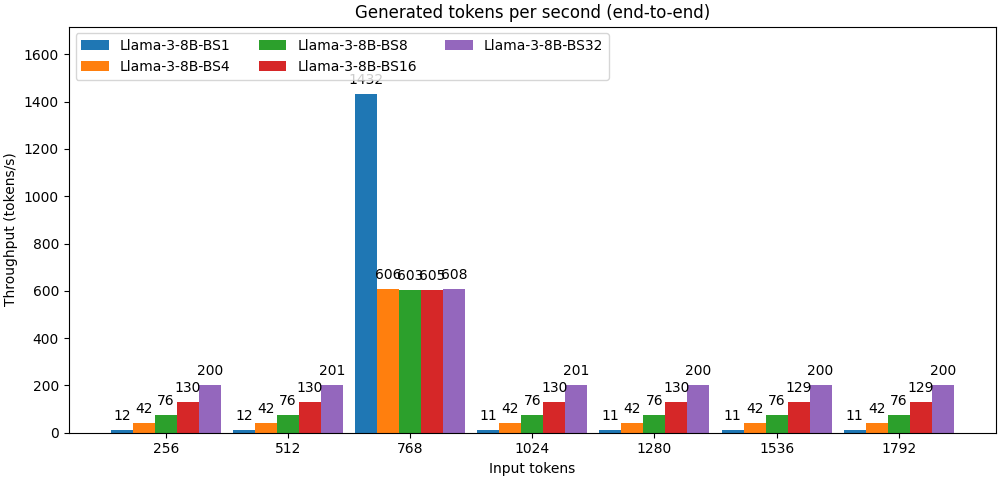 Generated tokens per second (end-to-end)
Llama-3-8B-BS1 Llama-3-8B-BS8 Llama-3-8B-BS32
Llama-3-8B-BS4 Llama-3-8B-BS16
Throughput (tokens/s)
1600
1400
1200
1000
800
600
400
200
0
12 42 76 130 200
12 42 76 130 201
1432 606 603 605 608
11 42 76 130 201
11 42 76 130 200
11 42 76 129 200
11 42 76 129 200
256 512 768 1024 1280 1536 1792
Input tokens